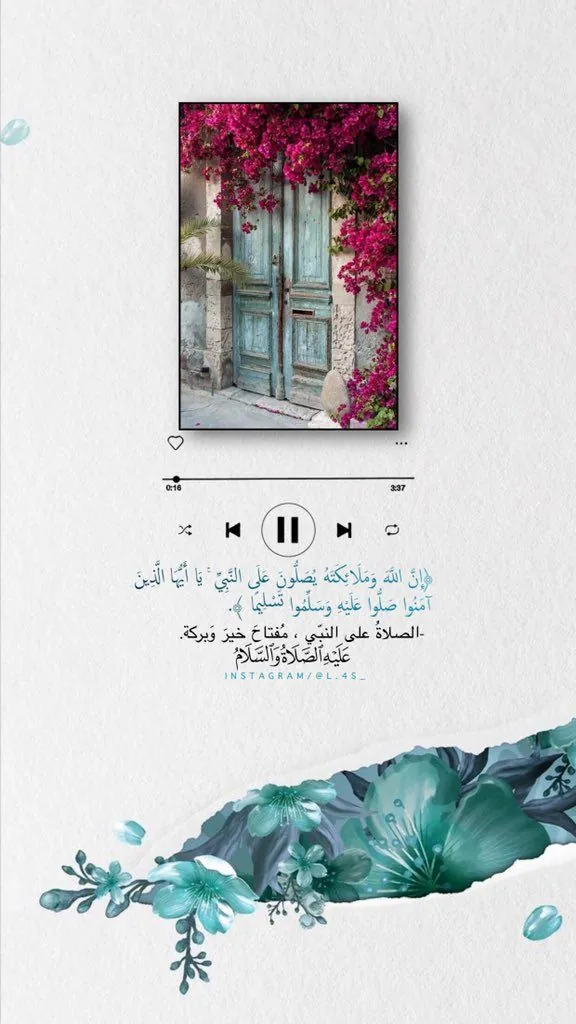 0:16
3:37
﴿إِنَّ اللَّهَ وَمَلَائِكَتَهُ يُصَلُّونَ عَلَى النَّبِيِّ ۚ يَا أَيُّهَا الَّذِينَ
آمَنُوا صَلُّوا عَلَيْهِ وَسَلِّمُوا تَسْلِيمًا ﴾.
-الصلاةُ على النبّي ، مُفتاحَ خيرَ وَبركة.
عَلَيْهِ الصَّلَاةُ وَالسَّلَامُ
INSTAGRAM/@L.4S_